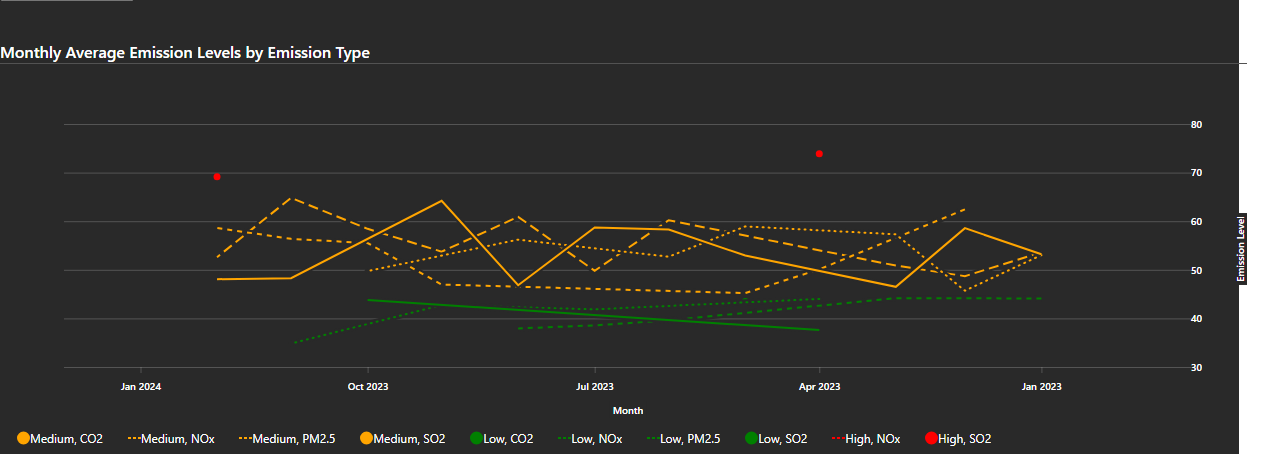 Monthly Average Emission Levels by Emission Type
80
70
60
50
40
30
Emission Level
Jan 2024 Oct 2023 Jul 2023 Apr 2023 Jan 2023
Month
Medium, CO2 Medium, NOx Medium, PM2.5 Medium, SO2 Low, CO2 Low, NOx Low, PM2.5 Low, SO2 High, NOx High, SO2